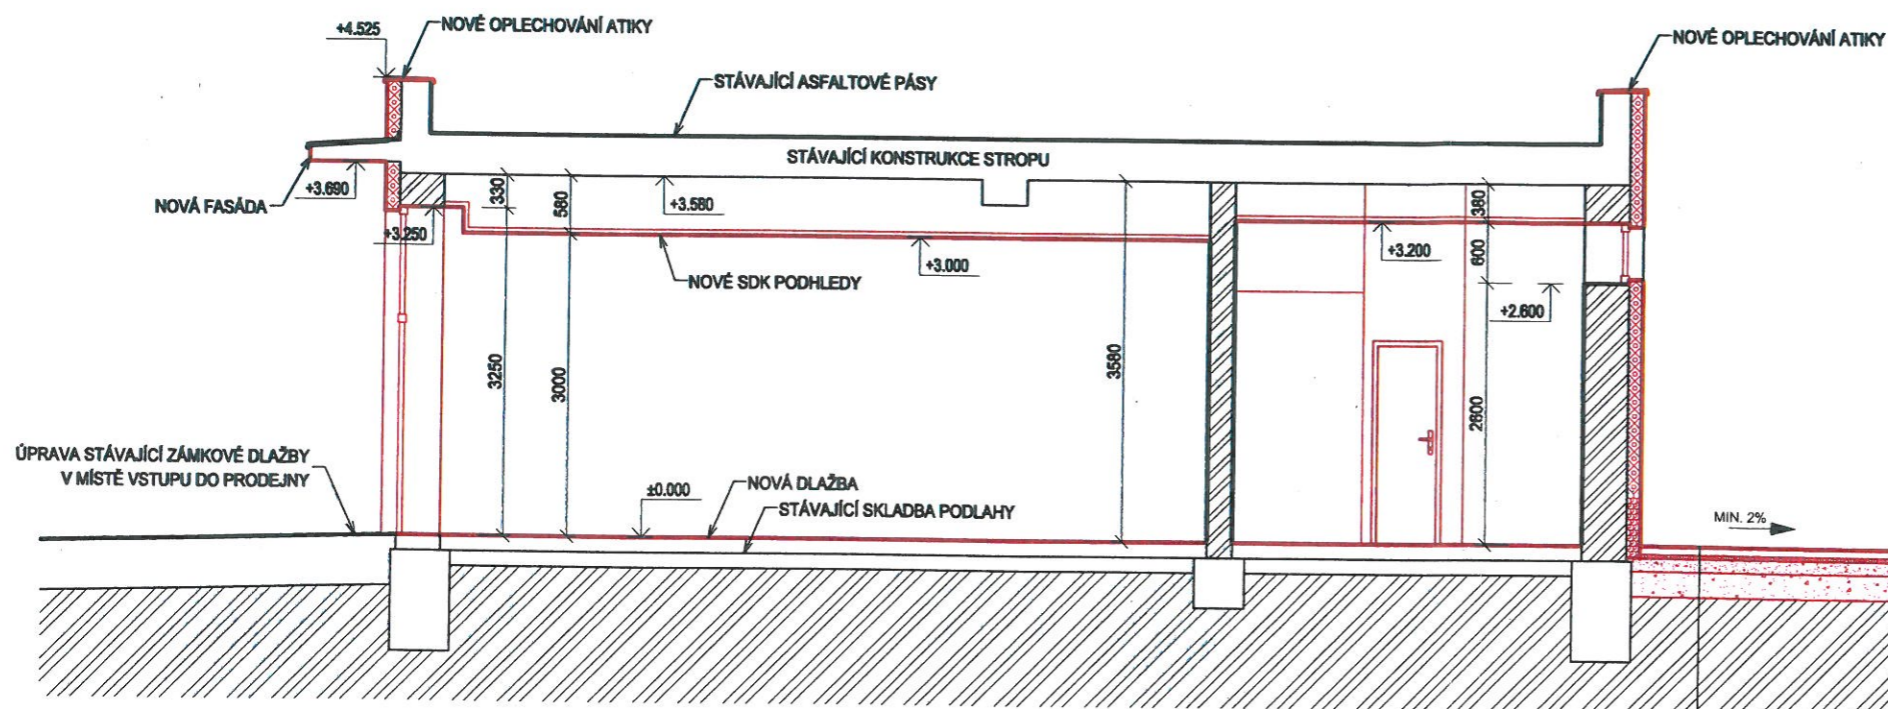 +4.525
NOVÉ OPLECHOVÁNÍ ATIKY
NOVÉ OPLECHOVÁNÍ ATIKY
STÁVAJÍCÍ ASFALTOVÉ PÁSY
STÁVAJÍCÍ KONSTRUKCE STROPU
+3.690
NOVÁ FASÁDA
330
580
+3.580
380
+3.250
+3.000
+3.200
600
NOVÉ SDK PODHLEDY
+2.600
3250
3000
3580
2600
ÚPRAVA STÁVAJÍCÍ ZÁMKOVÉ DLAŽBY
V MÍSTĚ VSTUPU DO PRODEJNY
±0.000
NOVÁ DLAŽBA
STÁVAJÍCÍ SKLADBA PODLAHY
MIN. 2%